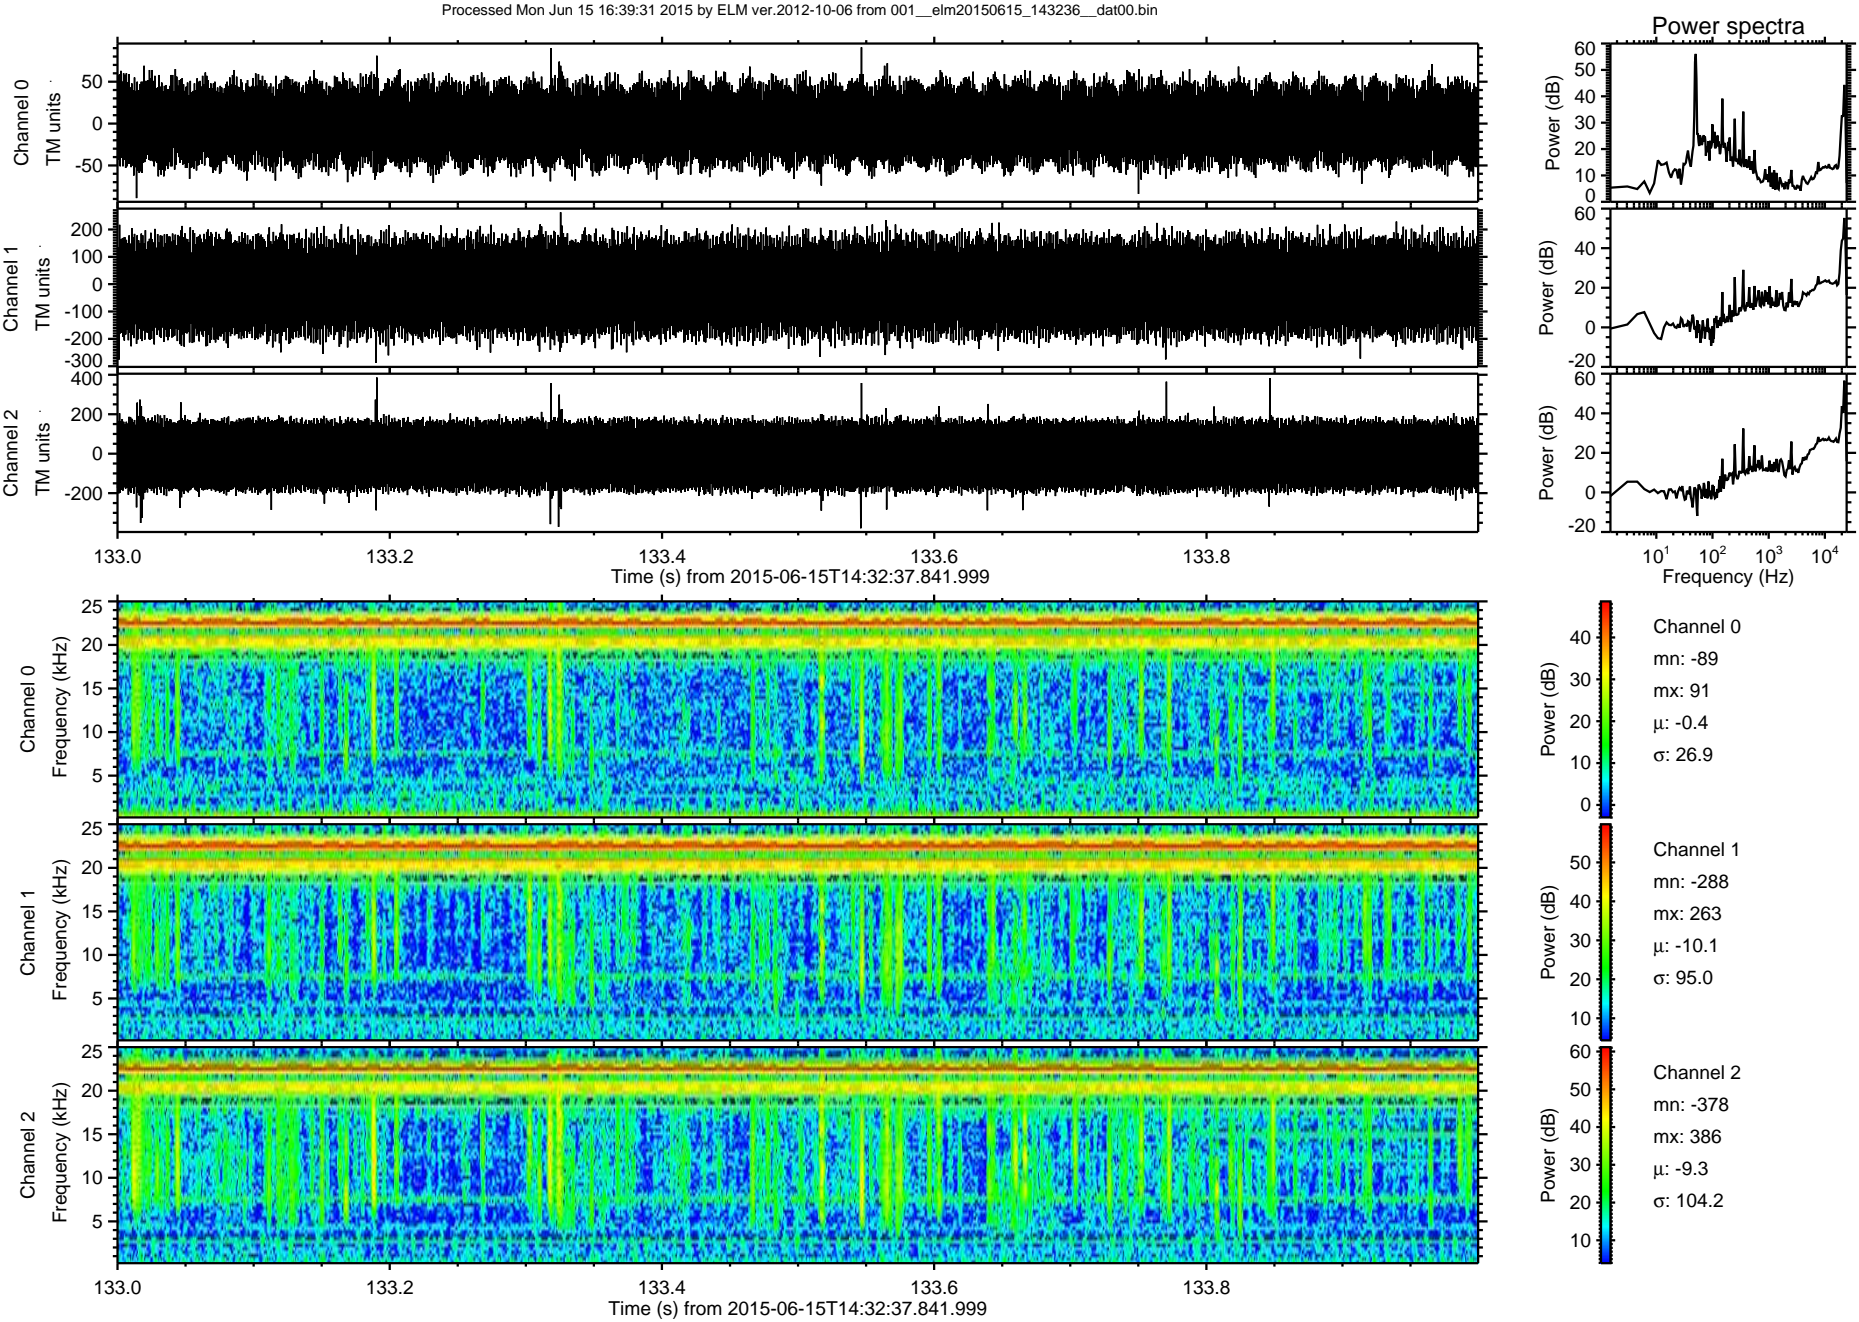 Processed Mon Jun 15 16:39:31 2015 by ELM ver.2012-10-06 from 001__elm20150615_143236__dat00.bin
Power spectra
Channel 0
TM units
50
0
-50
Power (dB)
60
50
40
30
20
10
0
Channel 1
TM units
200
100
0
-100
-200
-300
Power (dB)
60
40
20
0
-20
Channel 2
TM units
400
200
0
-200
Power (dB)
60
40
20
0
-20
133.0 133.2 133.4 133.6 133.8
Time (s) from 2015-06-15T14:32:37.841.999
10^1 10^2 10^3 10^4
Frequency (Hz)
Channel 0
Frequency (kHz)
25
20
15
10
5
Power (dB)
40
30
20
10
0
Channel 0
mn: -89
mx: 91
μ: -0.4
σ: 26.9
Channel 1
Frequency (kHz)
25
20
15
10
5
Power (dB)
50
40
30
20
10
Channel 1
mn: -288
mx: 263
μ: -10.1
σ: 95.0
Channel 2
Frequency (kHz)
25
20
15
10
5
Power (dB)
60
50
40
30
20
10
Channel 2
mn: -378
mx: 386
μ: -9.3
σ: 104.2
133.0 133.2 133.4 133.6 133.8
Time (s) from 2015-06-15T14:32:37.841.999